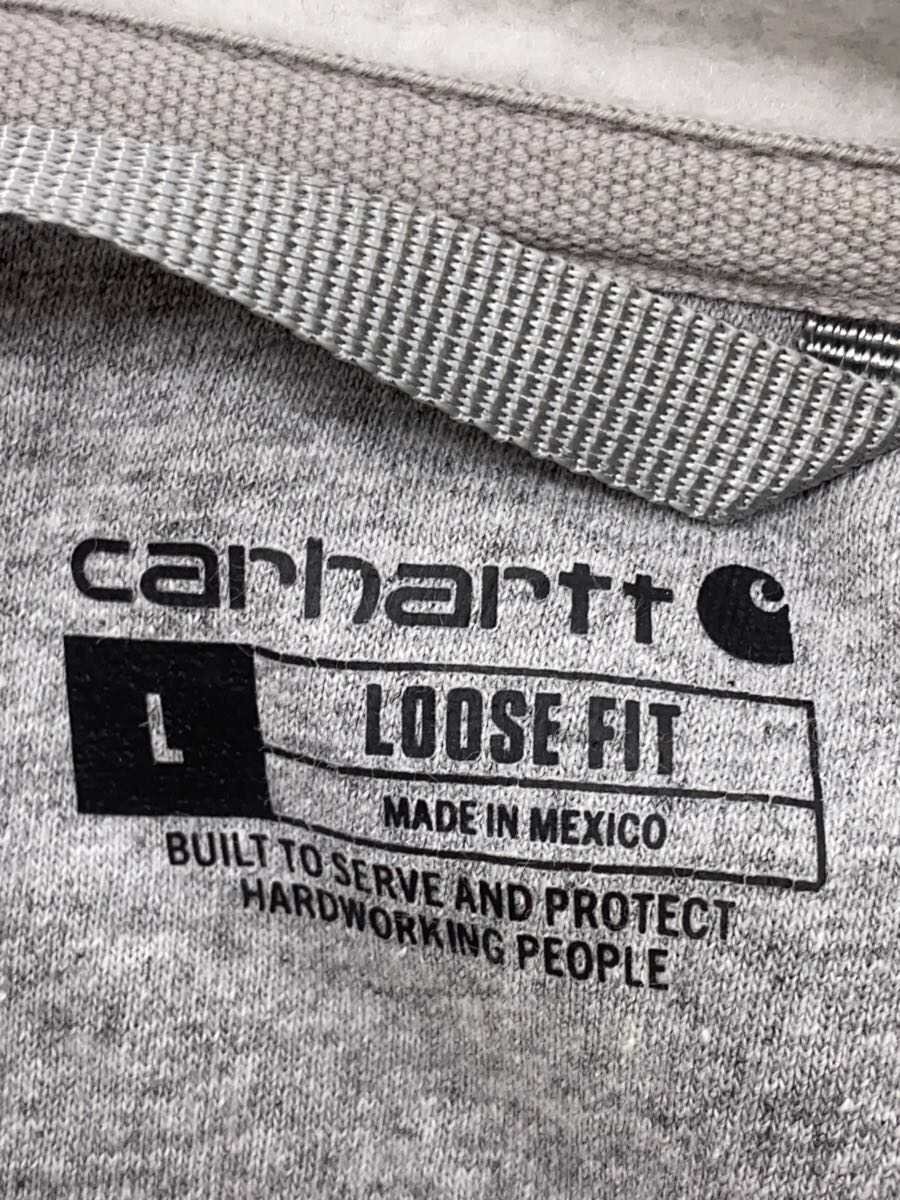 carhartt
L
LOOSE FIT
MADE IN MEXICO
BUILT TO SERVE AND PROTECT
HARDWORKING PEOPLE